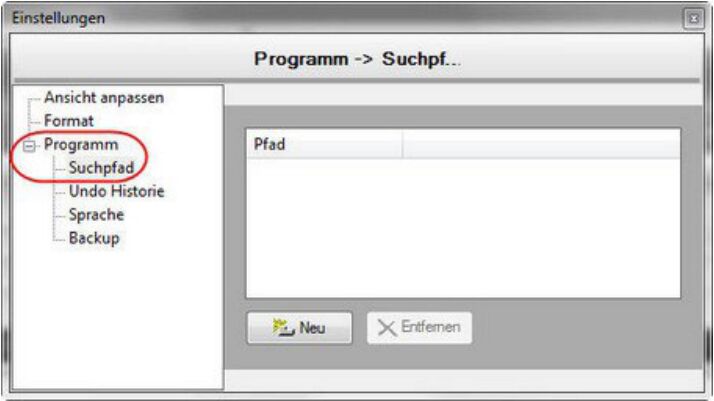 Einstellungen
Programm -> Suchpf...
Ansicht anpassen
Format
Programm
Suchpfad
Undo Historie
Sprache
Backup
Pfad
Neu
Entfernen